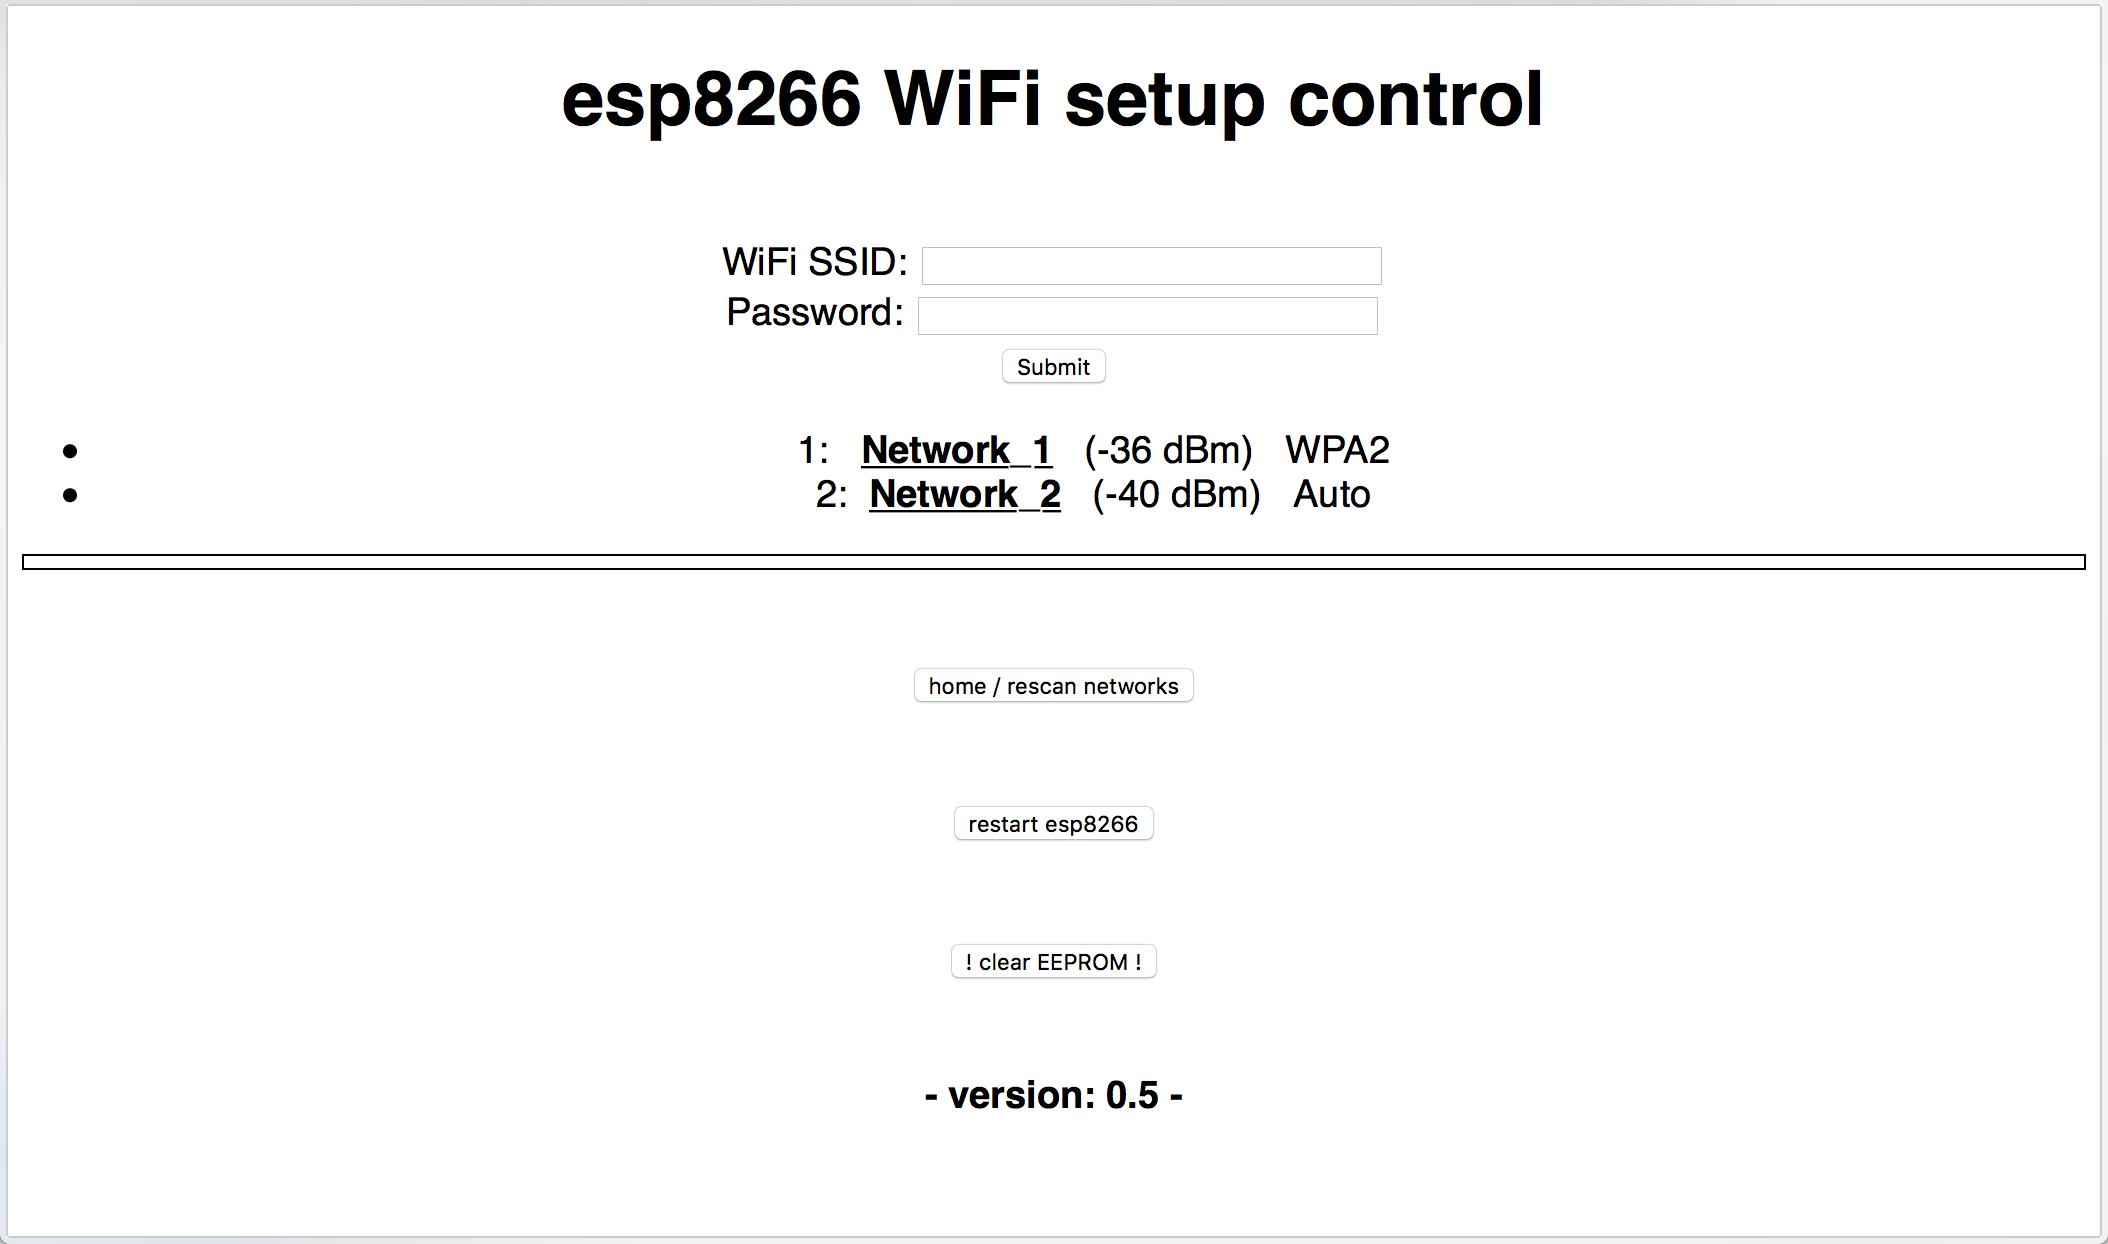 esp8266 WiFi setup control
WiFi SSID:
Password:
Submit
1: Network_1 (-36 dBm) WPA2
2: Network_2 (-40 dBm) Auto
home / rescan networks
restart esp8266
! clear EEPROM !
- version: 0.5 -